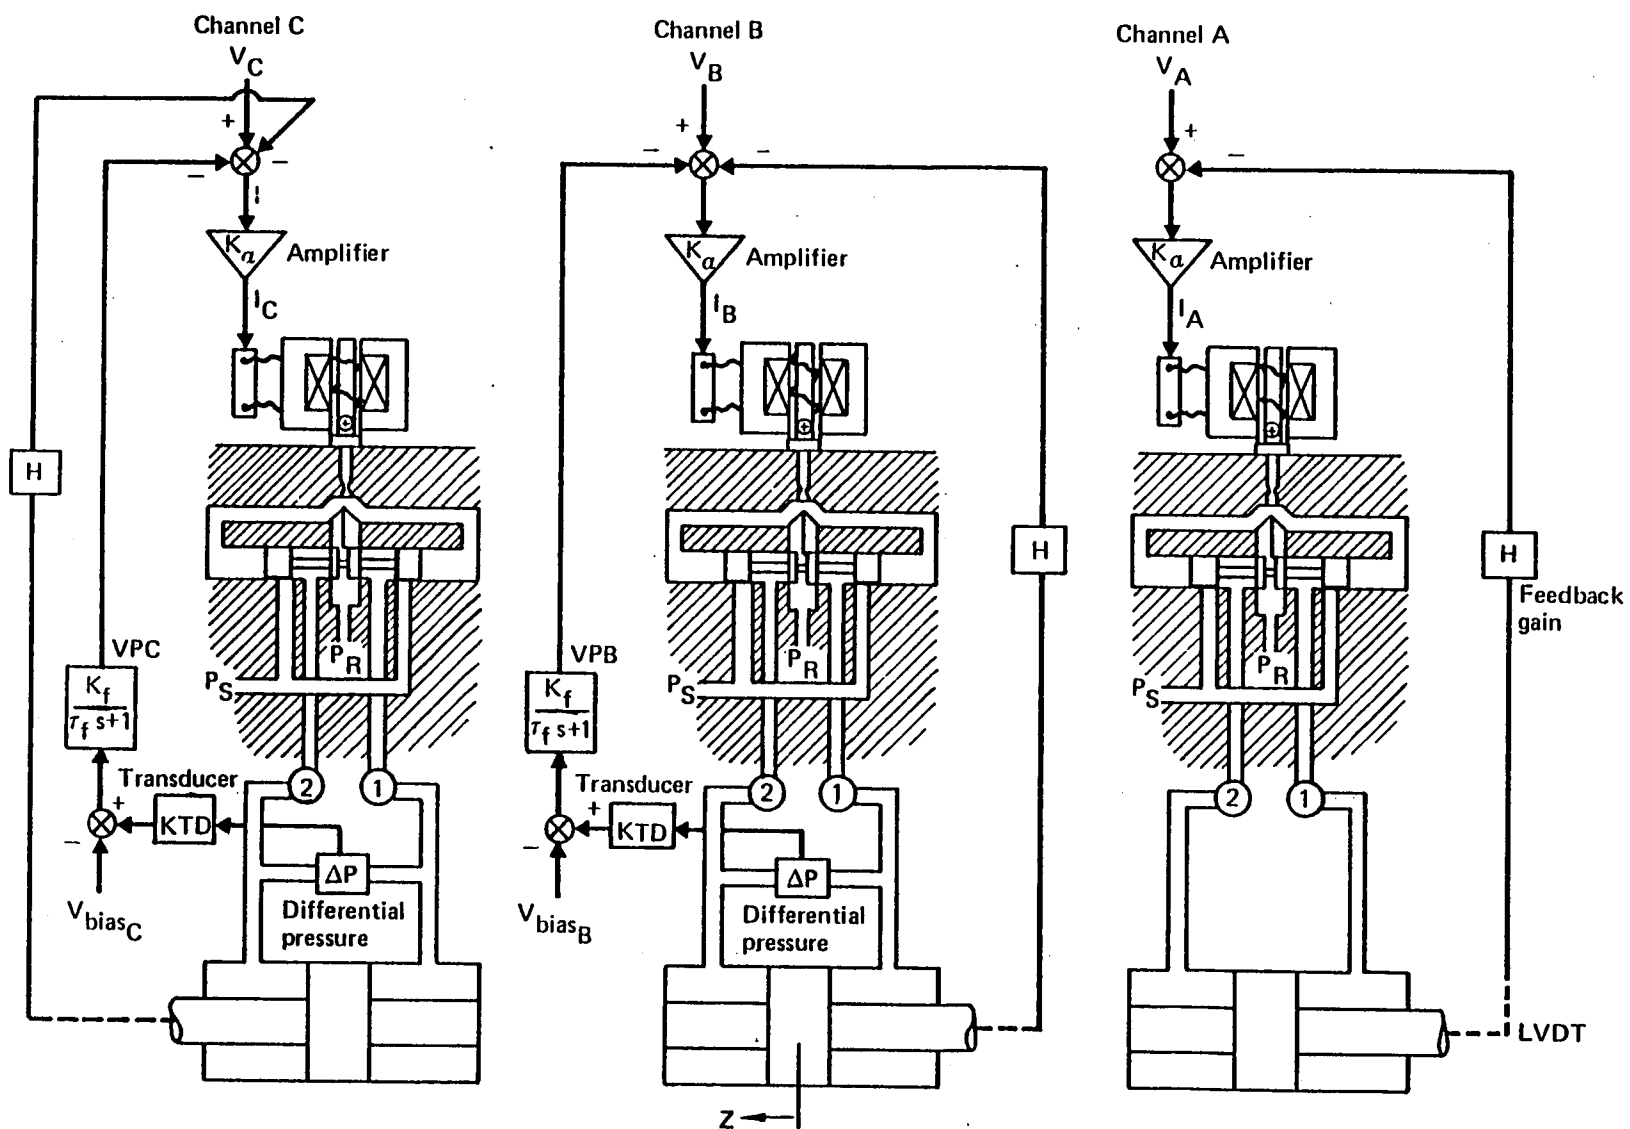 Channel C
V_C
+
−
−
I
K_a
Amplifier
I_C
H
P_R
P_S
VPC
K_f
τ_f s+1
Transducer
+
KTD
−
V_bias_C
2
1
ΔP
Differential
pressure
Channel B
V_B
+
−
−
K_a
Amplifier
I_B
H
P_R
P_S
VPB
K_f
τ_f s+1
Transducer
+
KTD
−
V_bias_B
2
1
ΔP
Differential
pressure
Z
Channel A
V_A
+
−
K_a
Amplifier
I_A
H
Feedback
gain
P_R
P_S
2
1
LVDT